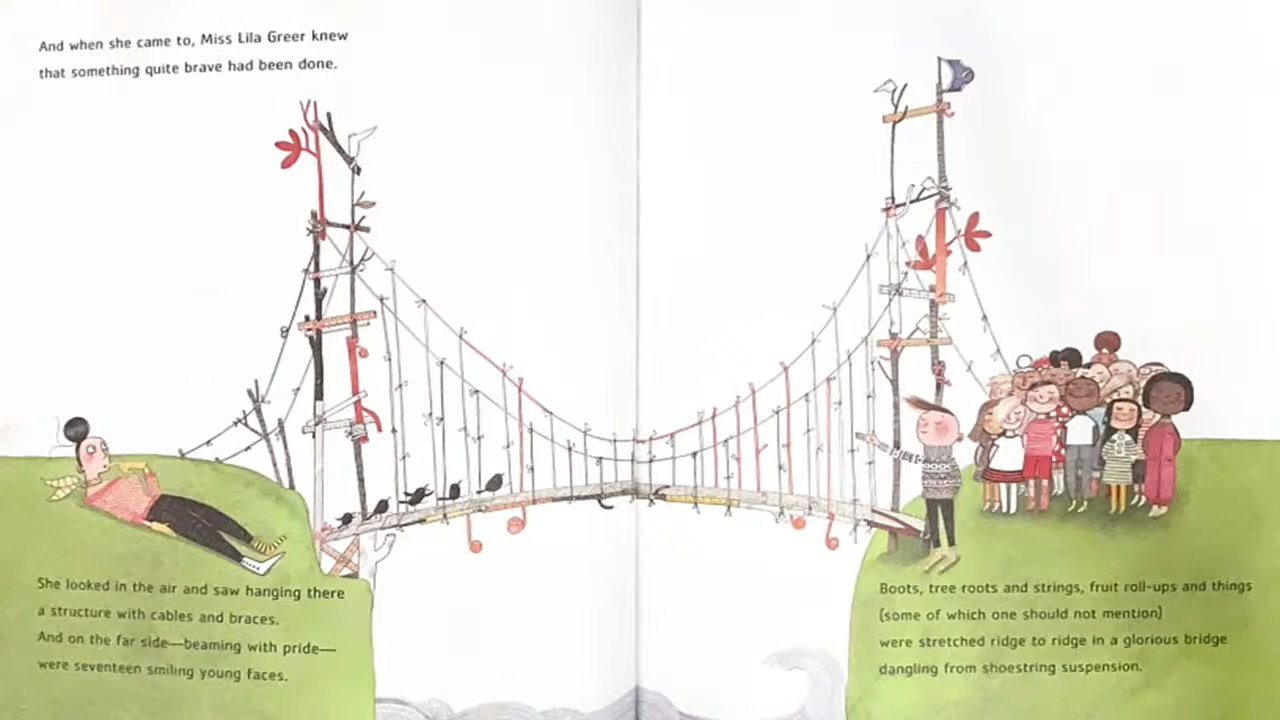 And when she came to, Miss Lila Greer knew
that something quite brave had been done.
She looked in the air and saw hanging there
a structure with cables and braces.
And on the far side—beaming with pride—
were seventeen smiling young faces.
Boots, tree roots and strings, fruit roll-ups and things
(some of which one should not mention)
were stretched ridge to ridge in a glorious bridge
dangling from shoestring suspension.